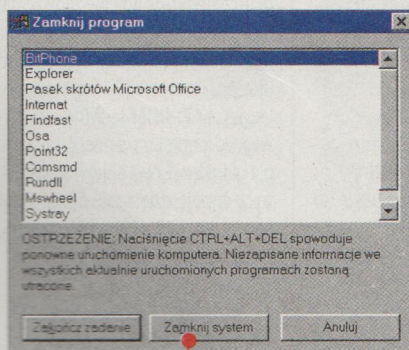 Zamknij program
BitPhone
Explorer
Pasek skrótów Microsoft Office
Internat
Findfast
Osa
Point32
Comsmd
Rundll
Mswheel
Systray
OSTRZEŻENIE: Naciśnięcie CTRL+ALT+DEL spowoduje
ponowne uruchomienie komputera. Niezapisane informacje we
wszystkich aktualnie uruchomionych programach zostaną
utracone.
Zakończ zadanie
Zamknij system
Anuluj